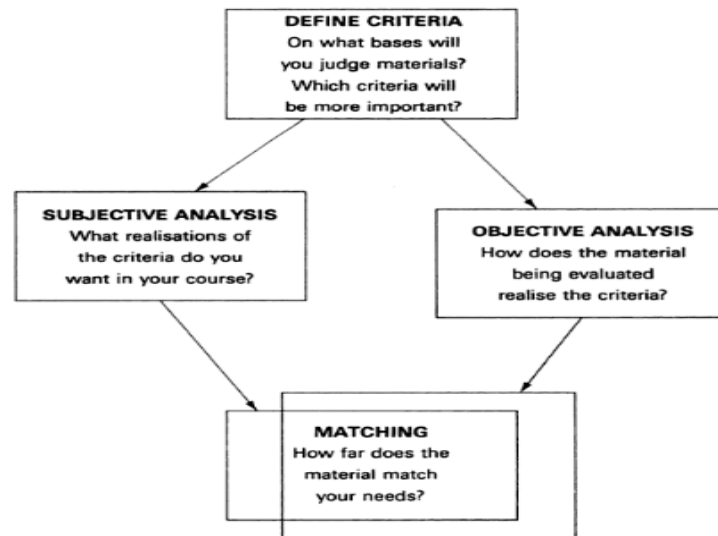 DEFINE CRITERIA
On what bases will
you judge materials?
Which criteria will
be more important?
SUBJECTIVE ANALYSIS
What realisations of
the criteria do you
want in your course?
OBJECTIVE ANALYSIS
How does the material
being evaluated
realise the criteria?
MATCHING
How far does the
material match
your needs?